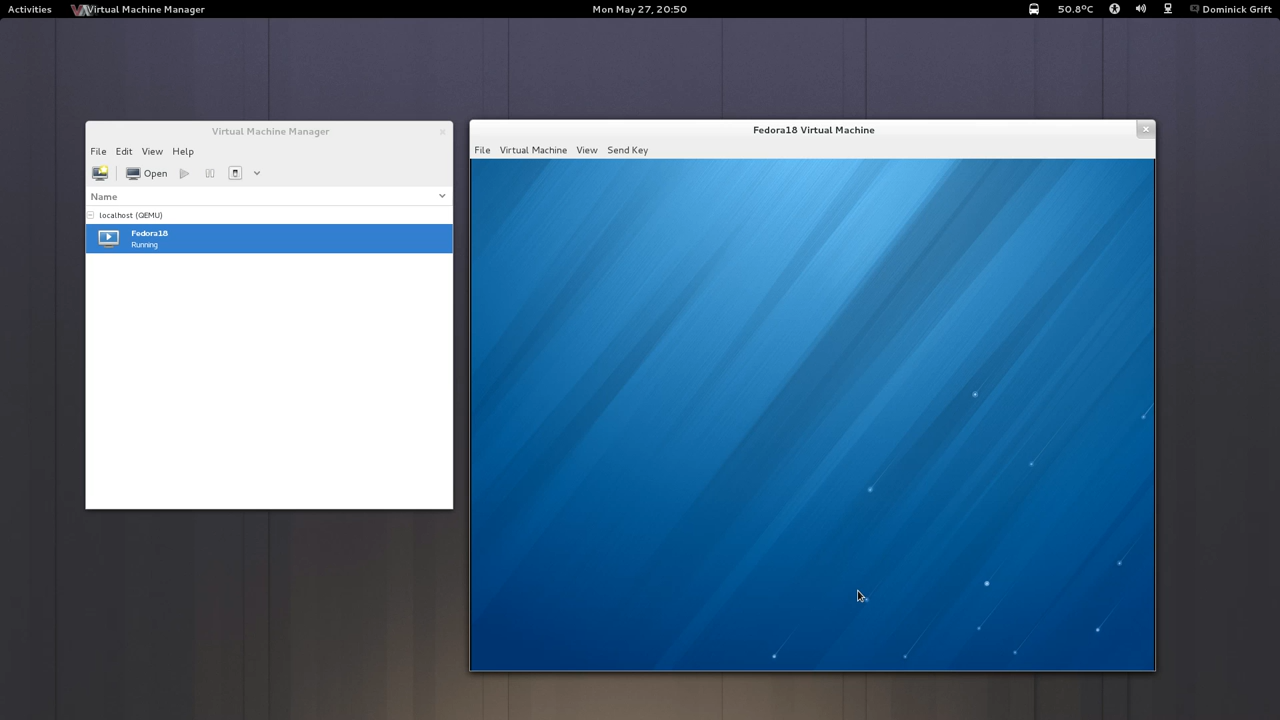 Activities Virtual Machine Manager Mon May 27, 20:50 50.8ºC Dominick Grift
Virtual Machine Manager
File Edit View Help
Open
Name
localhost (QEMU)
Fedora18
Running
Fedora18 Virtual Machine
File Virtual Machine View Send Key